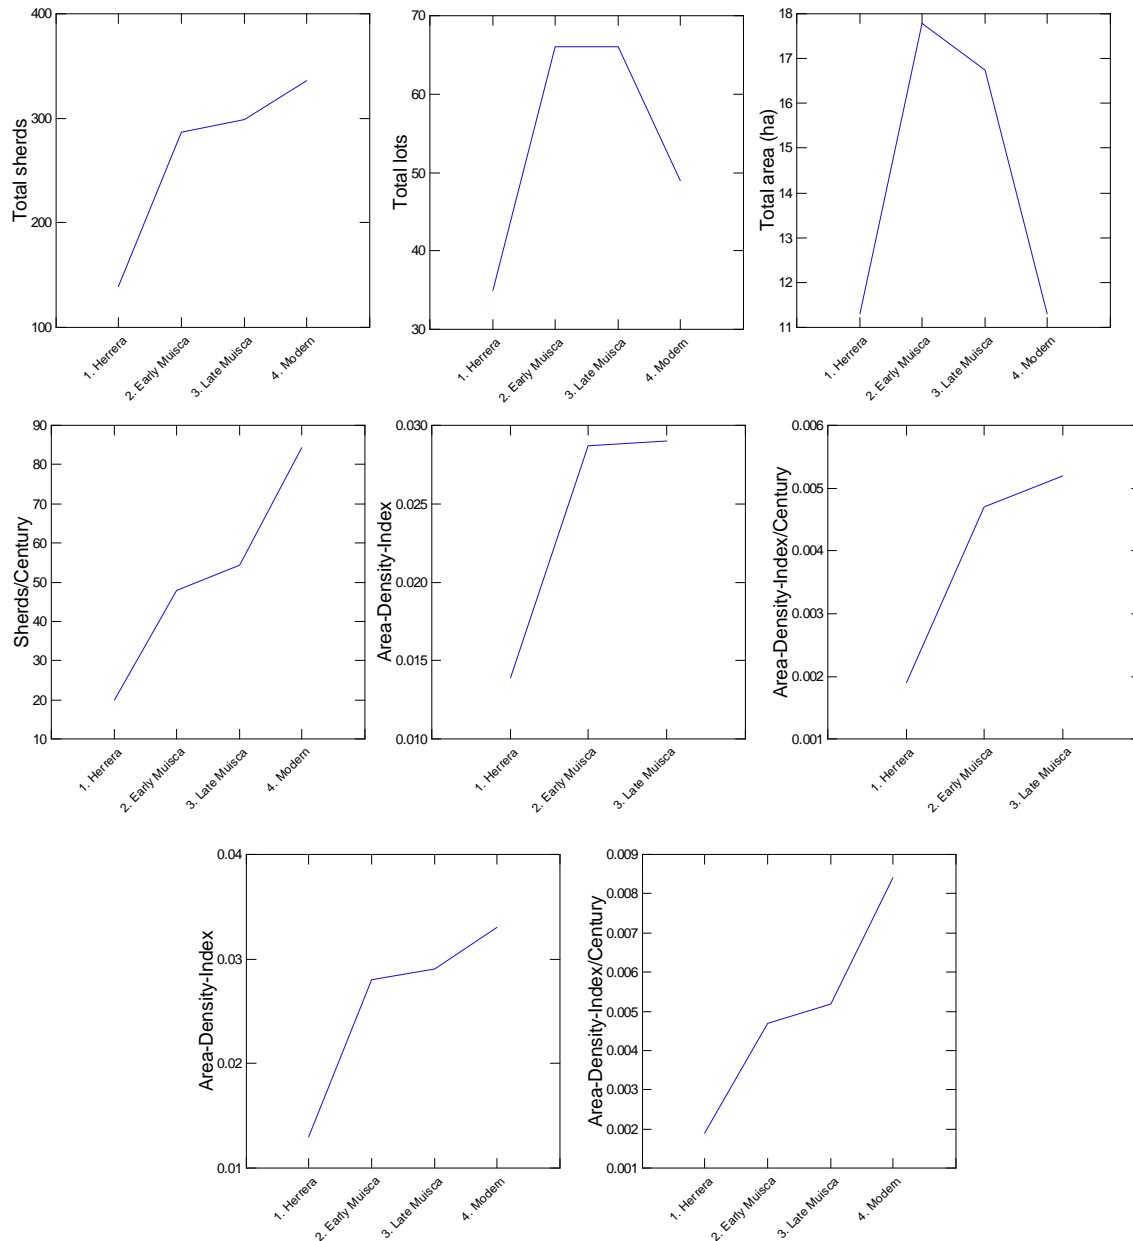 Total sherds
400
300
200
100
1. Herrera
2. Early Muisca
3. Late Muisca
4. Modern
Total lots
70
60
50
40
30
1. Herrera
2. Early Muisca
3. Late Muisca
4. Modern
Total area (ha)
18
17
16
15
14
13
12
11
1. Herrera
2. Early Muisca
3. Late Muisca
4. Modern
Sherds/Century
90
80
70
60
50
40
30
20
10
1. Herrera
2. Early Muisca
3. Late Muisca
4. Modern
Area-Density-Index
0.030
0.025
0.020
0.015
0.010
1. Herrera
2. Early Muisca
3. Late Muisca
Area-Density-Index/Century
0.006
0.005
0.004
0.003
0.002
0.001
1. Herrera
2. Early Muisca
3. Late Muisca
Area-Density-Index
0.04
0.03
0.02
0.01
1. Herrera
2. Early Muisca
3. Late Muisca
4. Modern
Area-Density-Index/Century
0.009
0.008
0.007
0.006
0.005
0.004
0.003
0.002
0.001
1. Herrera
2. Early Muisca
3. Late Muisca
4. Modern